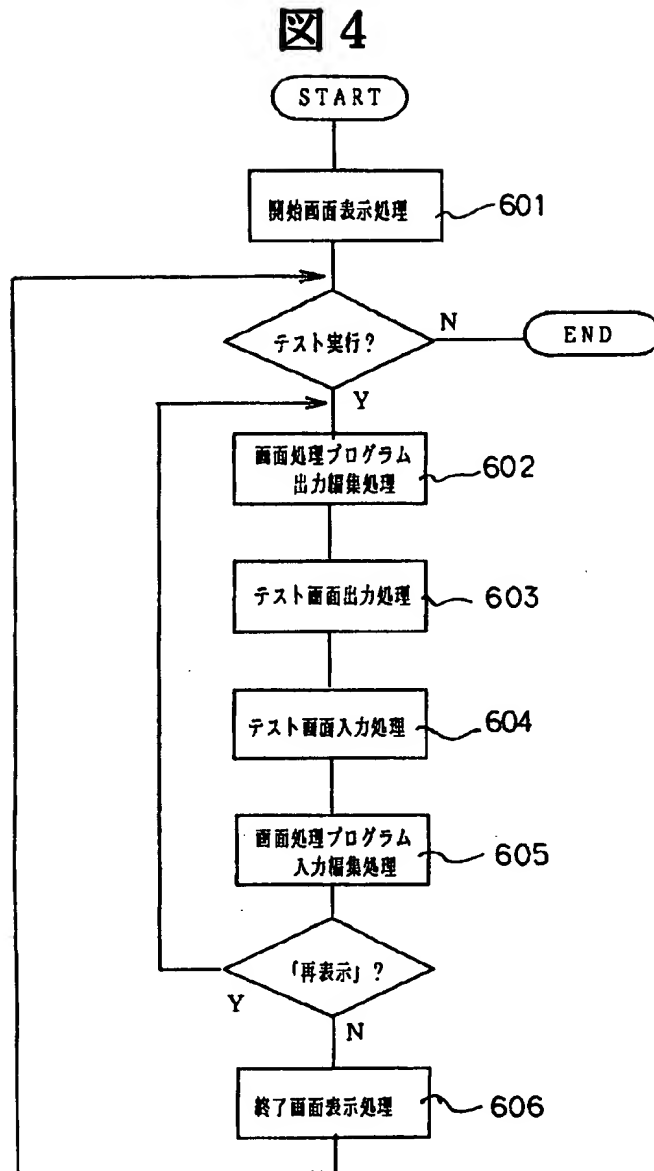 図4
START
開始画面表示処理
601
テスト実行?
N
END
Y
画面処理プログラム
出力編集処理
602
テスト画面出力処理
603
テスト画面入力処理
604
画面処理プログラム
入力編集処理
605
「再表示」?
Y
N
終了画面表示処理
606